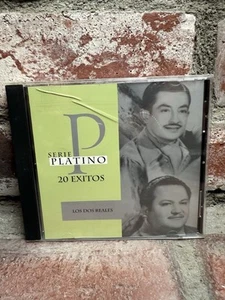 P
SERIE
PLATINO
20 EXITOS
LOS DOS REALES